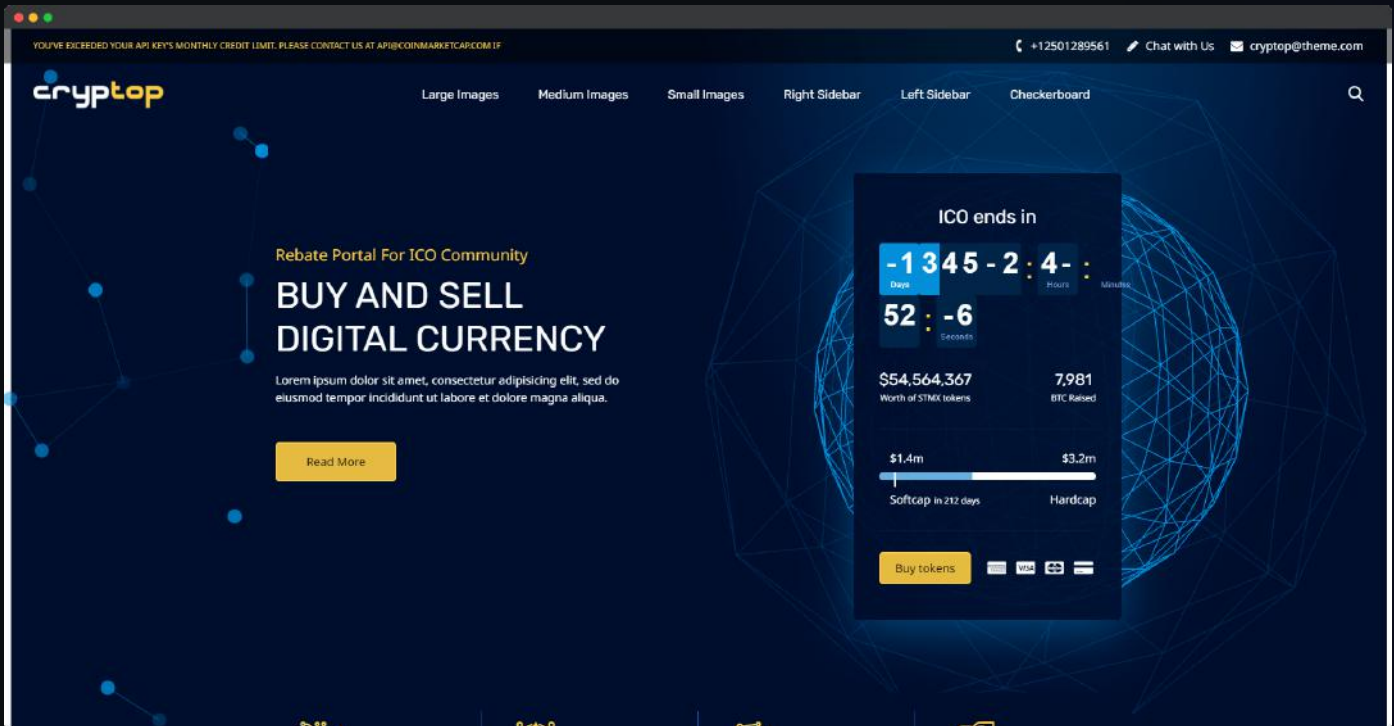 YOU'VE EXCEEDED YOUR API KEY'S MONTHLY CREDIT LIMIT. PLEASE CONTACT US AT API@COINMARKETCAP.COM IF
+12501289561 Chat with Us cryptop@theme.com
cryptop
Large Images Medium Images Small Images Right Sidebar Left Sidebar Checkerboard
Rebate Portal For ICO Community
BUY AND SELL
DIGITAL CURRENCY
Lorem ipsum dolor sit amet, consectetur adipisicing elit, sed do
eiusmod tempor incididunt ut labore et dolore magna aliqua.
Read More
ICO ends in
-1345-2 : 4- :
Days Hours Minutes
52 : -6
Seconds
$54,564,367 7,981
Worth of STMX tokens BTC Raised
$1.4m $3.2m
Softcap in 212 days Hardcap
Buy tokens VISA